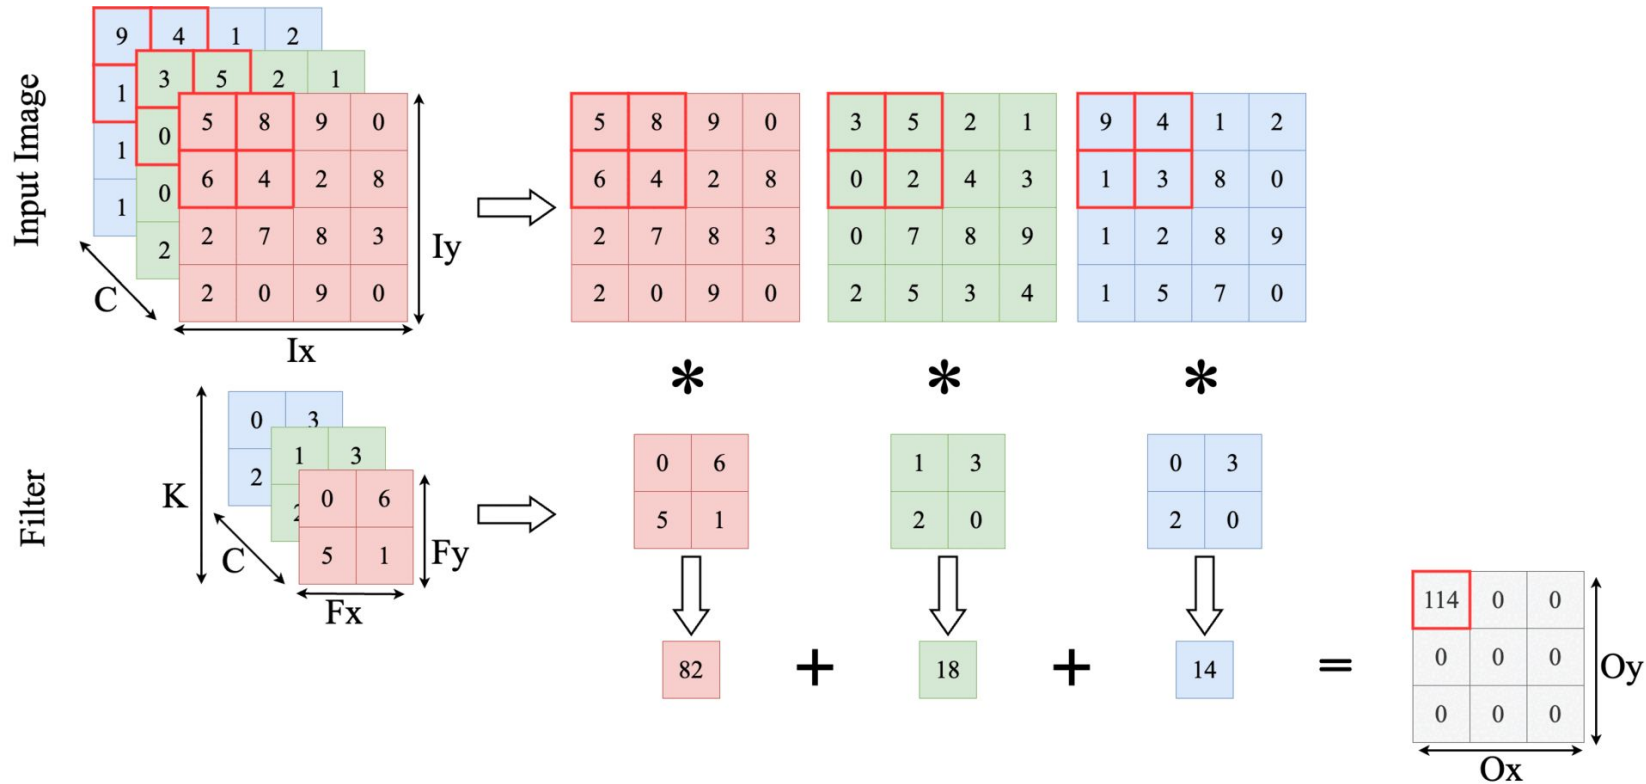 Input Image
9 4 1 2
1
1
1
3 5 2 1
0
0
2
5 8 9 0
6 4 2 8
2 7 8 3
2 0 9 0
C
Ix
Iy
5 8 9 0
6 4 2 8
2 7 8 3
2 0 9 0
3 5 2 1
0 2 4 3
0 7 8 9
2 5 3 4
9 4 1 2
1 3 8 0
1 2 8 9
1 5 7 0
* * *
Filter
K
0 3
2
1 3
2
0 6
5 1
C
Fx
Fy
0 6
5 1
1 3
2 0
0 3
2 0
82 + 18 + 14 =
114 0 0
0 0 0
0 0 0
Oy
Ox